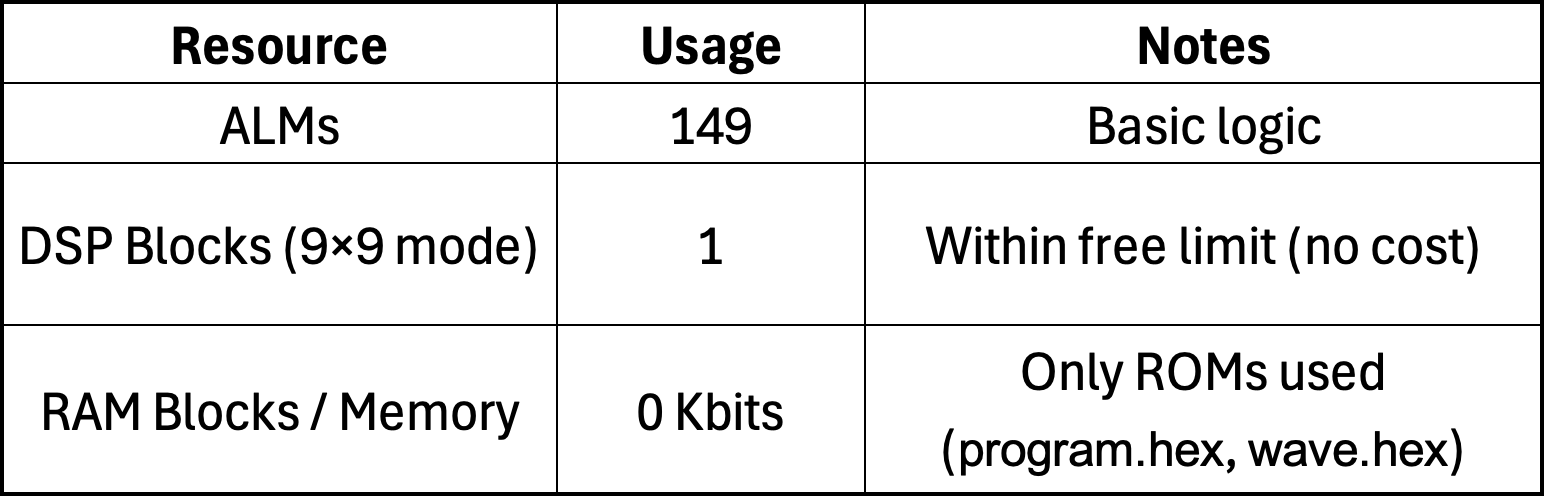 Resource Usage Notes
ALMs 149 Basic logic
DSP Blocks (9×9 mode) 1 Within free limit (no cost)
RAM Blocks / Memory 0 Kbits Only ROMs used
(program.hex, wave.hex)